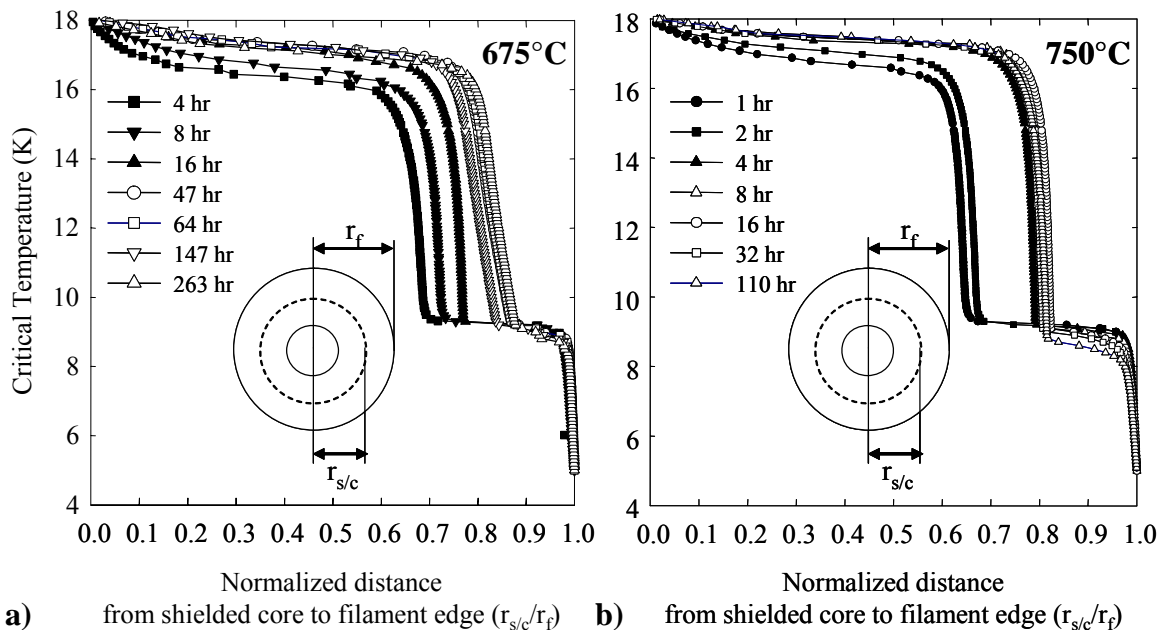 18
16
14
12
10
8
6
4
Critical Temperature (K)
675°C
4 hr
8 hr
16 hr
47 hr
64 hr
147 hr
263 hr
r_f
r_s/c
0.0 0.1 0.2 0.3 0.4 0.5 0.6 0.7 0.8 0.9 1.0
Normalized distance
from shielded core to filament edge (r_s/c/r_f)
a)
18
16
14
12
10
8
6
4
750°C
1 hr
2 hr
4 hr
8 hr
16 hr
32 hr
110 hr
r_f
r_s/c
0.0 0.1 0.2 0.3 0.4 0.5 0.6 0.7 0.8 0.9 1.0
Normalized distance
from shielded core to filament edge (r_s/c/r_f)
b)